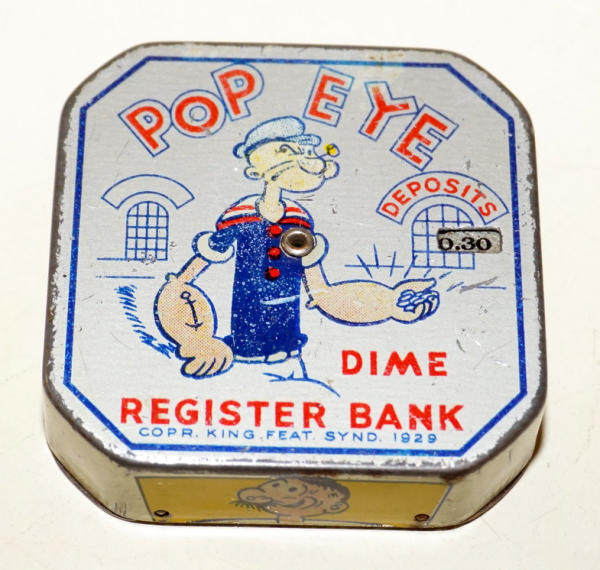 POP EYE
DEPOSITS
0.30
DIME
REGISTER BANK
COPR. KING. FEAT. SYND. 1929